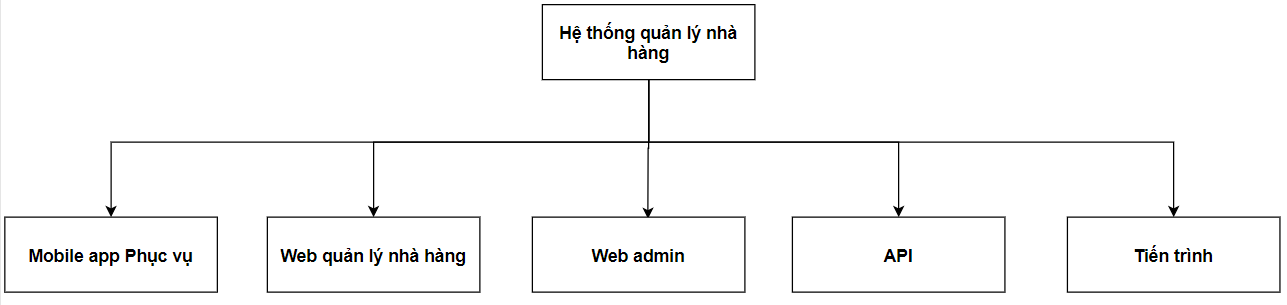 Hệ thống quản lý nhà
hàng
Mobile app Phục vụ
Web quản lý nhà hàng
Web admin
API
Tiến trình